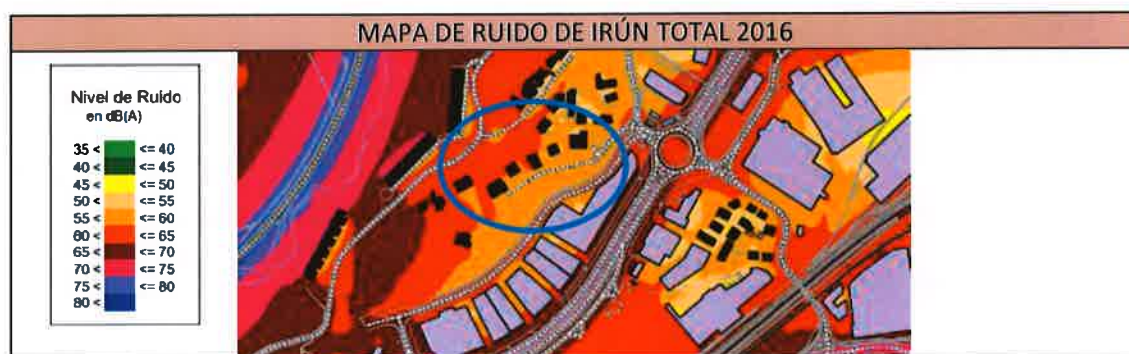 MAPA DE RUIDO DE IRÚN TOTAL 2016
Nivel de Ruido
en dB(A)
35 < <= 40
40 < <= 45
45 < <= 50
50 < <= 55
55 < <= 60
60 < <= 65
65 < <= 70
70 < <= 75
75 < <= 80
80 <